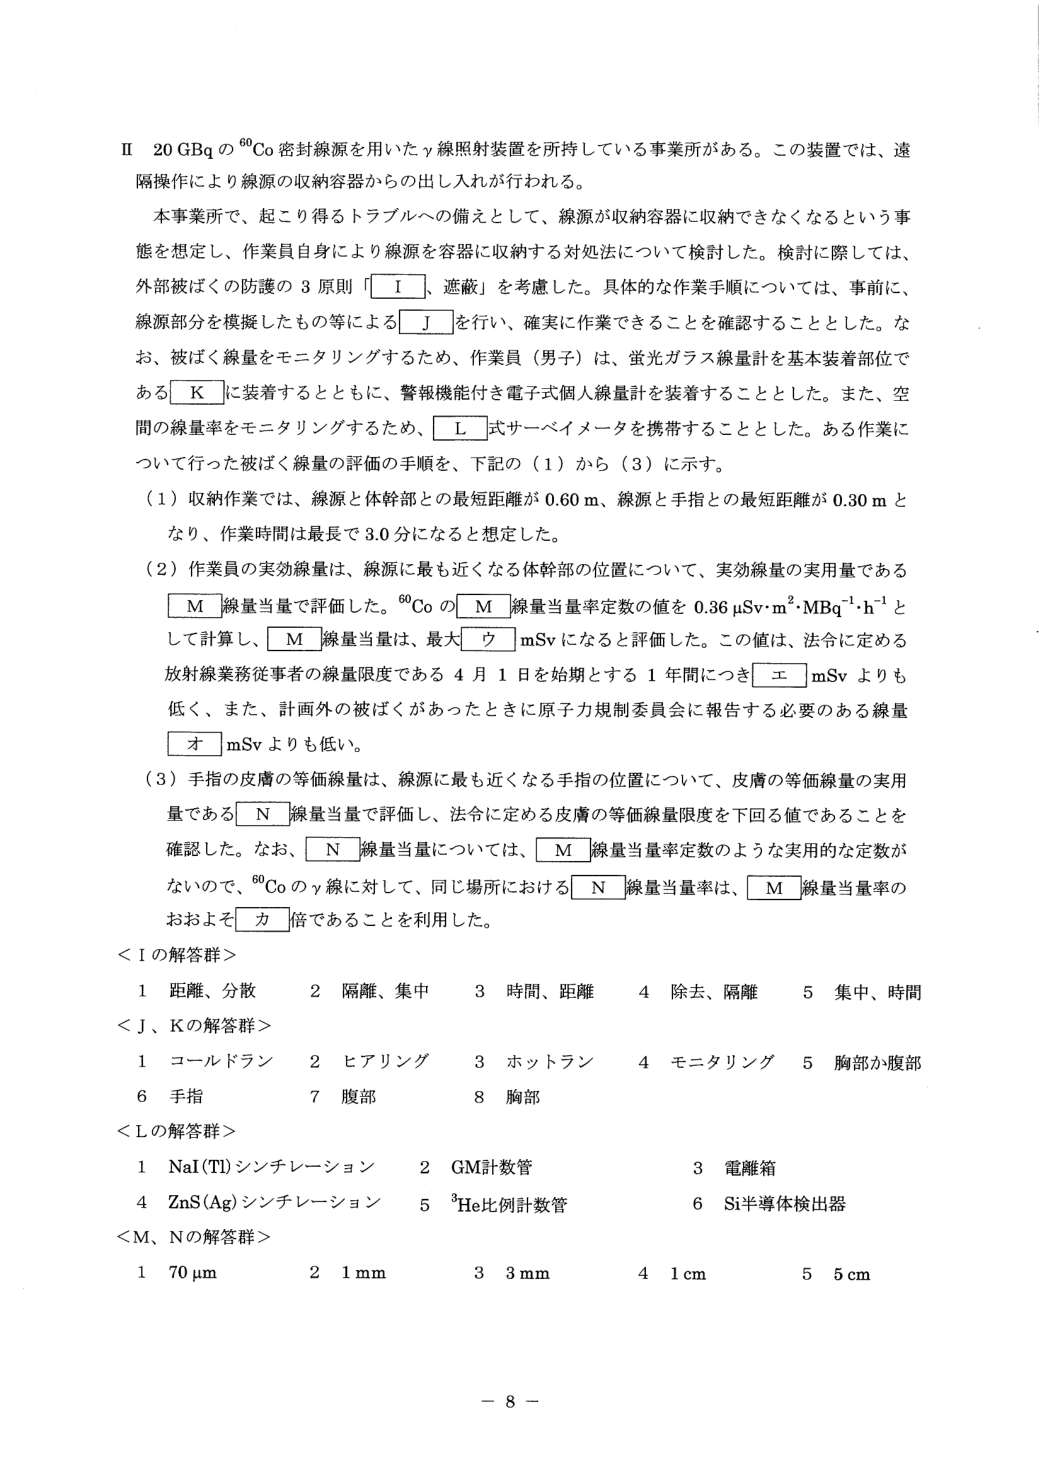 Ⅱ 20 GBq の ⁶⁰Co 密封線源を用いたγ線照射装置を所持している事業所がある。この装置では、遠
隔操作により線源の収納容器からの出し入れが行われる。
本事業所で、起こり得るトラブルへの備えとして、線源が収納容器に収納できなくなるという事
態を想定し、作業員自身により線源を容器に収納する対処法について検討した。検討に際しては、
外部被ばくの防護の 3 原則「 I 、遮蔽」を考慮した。具体的な作業手順については、事前に、
線源部分を模擬したもの等による J を行い、確実に作業できることを確認することとした。な
お、被ばく線量をモニタリングするため、作業員（男子）は、蛍光ガラス線量計を基本装着部位で
ある K に装着するとともに、警報機能付き電子式個人線量計を装着することとした。また、空
間の線量率をモニタリングするため、 L 式サーベイメータを携帯することとした。ある作業に
ついて行った被ばく線量の評価の手順を、下記の（1）から（3）に示す。
（1）収納作業では、線源と体幹部との最短距離が 0.60 m、線源と手指との最短距離が 0.30 m と
なり、作業時間は最長で 3.0 分になると想定した。
（2）作業員の実効線量は、線源に最も近くなる体幹部の位置について、実効線量の実用量である
M 線量当量で評価した。⁶⁰Co の M 線量当量率定数の値を 0.36 μSv·m²·MBq⁻¹·h⁻¹ と
して計算し、 M 線量当量は、最大 ウ mSv になると評価した。この値は、法令に定める
放射線業務従事者の線量限度である 4 月 1 日を始期とする 1 年間につき エ mSv よりも
低く、また、計画外の被ばくがあったときに原子力規制委員会に報告する必要のある線量
オ mSv よりも低い。
（3）手指の皮膚の等価線量は、線源に最も近くなる手指の位置について、皮膚の等価線量の実用
量である N 線量当量で評価し、法令に定める皮膚の等価線量限度を下回る値であることを
確認した。なお、 N 線量当量については、 M 線量当量率定数のような実用的な定数が
ないので、⁶⁰Co のγ線に対して、同じ場所における N 線量当量率は、 M 線量当量率の
おおよそ カ 倍であることを利用した。
＜Iの解答群＞
1 距離、分散 2 隔離、集中 3 時間、距離 4 除去、隔離 5 集中、時間
＜J、Kの解答群＞
1 コールドラン 2 ヒアリング 3 ホットラン 4 モニタリング 5 胸部か腹部
6 手指 7 腹部 8 胸部
＜Lの解答群＞
1 NaI(Tl)シンチレーション 2 GM計数管 3 電離箱
4 ZnS(Ag)シンチレーション 5 ³He比例計数管 6 Si半導体検出器
＜M、Nの解答群＞
1 70 μm 2 1 mm 3 3 mm 4 1 cm 5 5 cm
－ 8 －